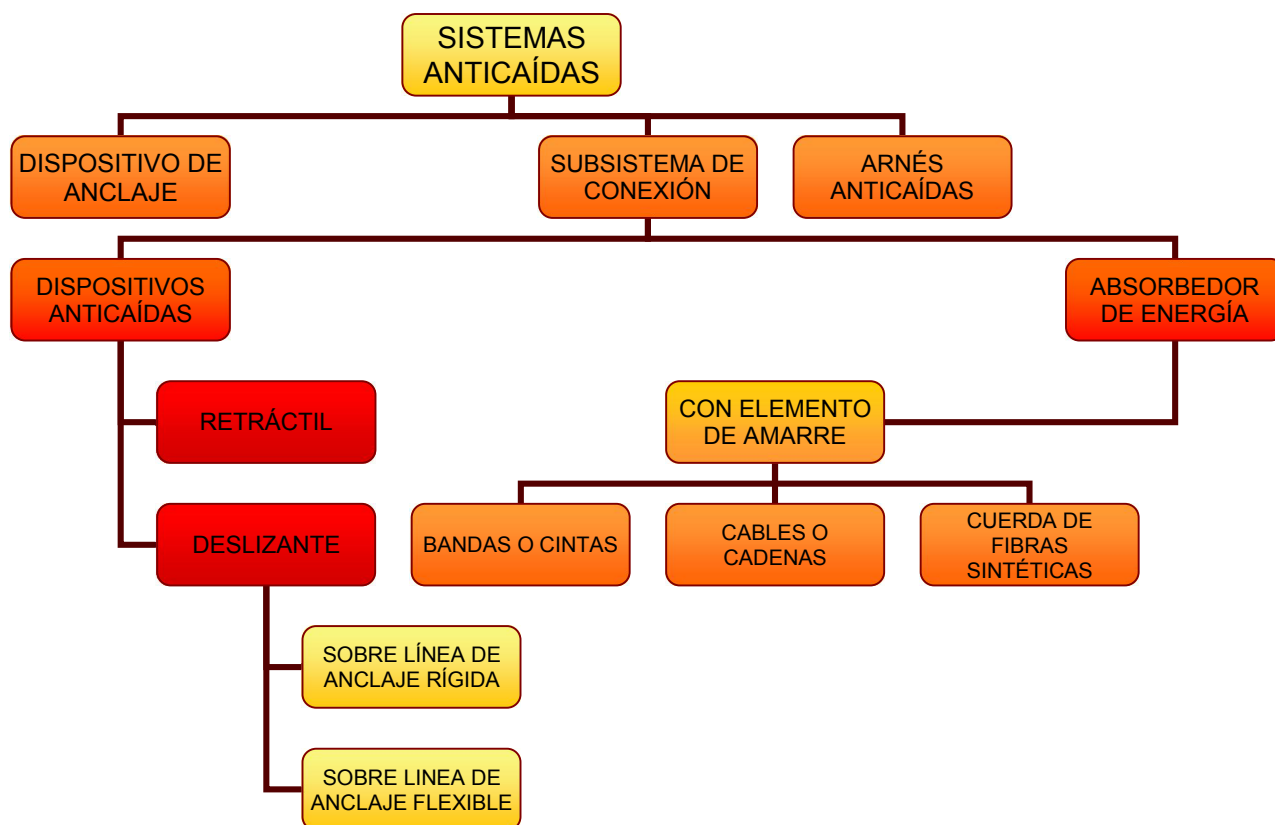 SISTEMAS
ANTICAÍDAS
DISPOSITIVO DE
ANCLAJE
SUBSISTEMA DE
CONEXIÓN
ARNÉS
ANTICAÍDAS
DISPOSITIVOS
ANTICAÍDAS
ABSORBEDOR
DE ENERGÍA
RETRÁCTIL
CON ELEMENTO
DE AMARRE
DESLIZANTE
BANDAS O CINTAS
CABLES O
CADENAS
CUERDA DE
FIBRAS
SINTÉTICAS
SOBRE LÍNEA DE
ANCLAJE RÍGIDA
SOBRE LINEA DE
ANCLAJE FLEXIBLE